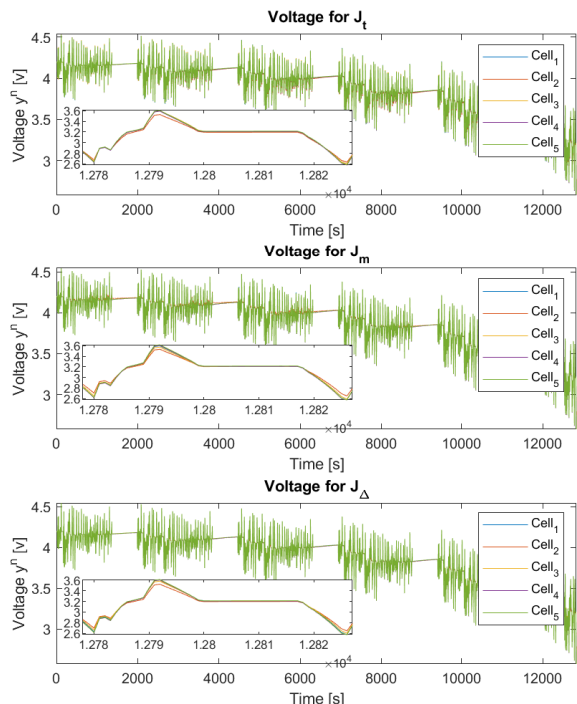 Voltage for J_t
4.5
4
3.5
3
Voltage y^n [v]
Cell_1
Cell_2
Cell_3
Cell_4
Cell_5
3.6
3.4
3.2
3
2.8
2.6
1.278 1.279 1.28 1.281 1.282
×10^4
0 2000 4000 6000 8000 10000 12000
Time [s]
Voltage for J_m
4.5
4
3.5
3
Voltage y^n [v]
Cell_1
Cell_2
Cell_3
Cell_4
Cell_5
3.6
3.4
3.2
3
2.8
2.6
1.278 1.279 1.28 1.281 1.282
×10^4
0 2000 4000 6000 8000 10000 12000
Time [s]
Voltage for J_Δ
4.5
4
3.5
3
Voltage y^n [v]
Cell_1
Cell_2
Cell_3
Cell_4
Cell_5
3.6
3.4
3.2
3
2.8
2.6
1.278 1.279 1.28 1.281 1.282
×10^4
0 2000 4000 6000 8000 10000 12000
Time [s]